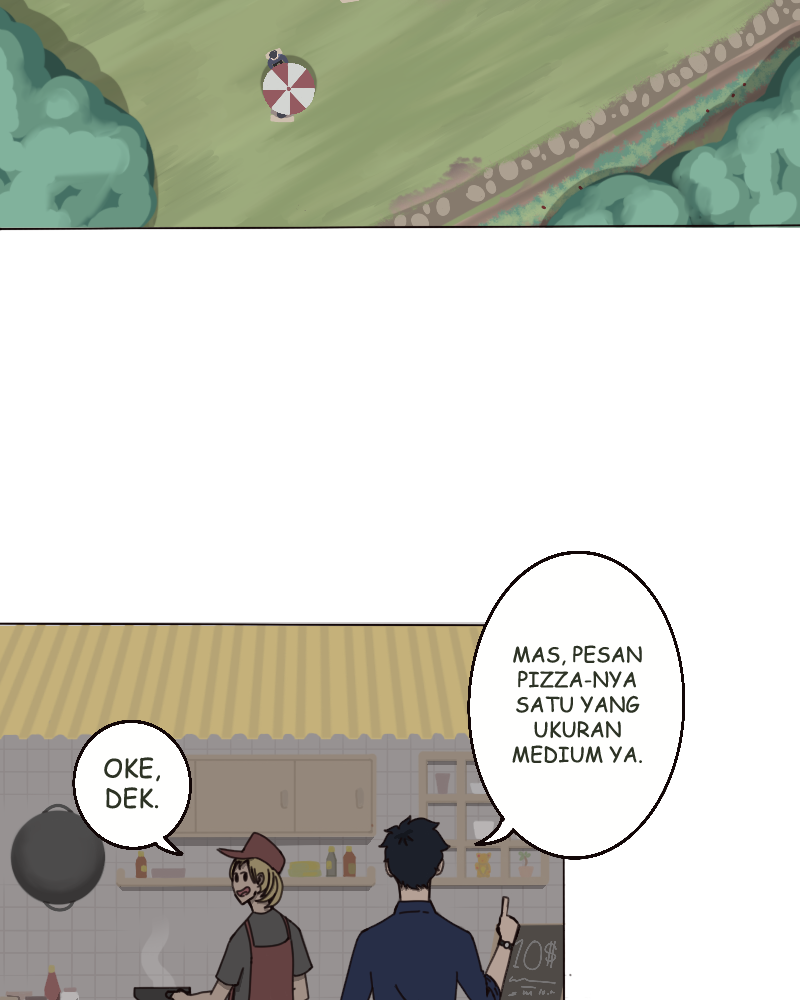 MAS, PESAN
PIZZA-NYA
SATU YANG
UKURAN
MEDIUM YA.
OKE,
DEK.
10$